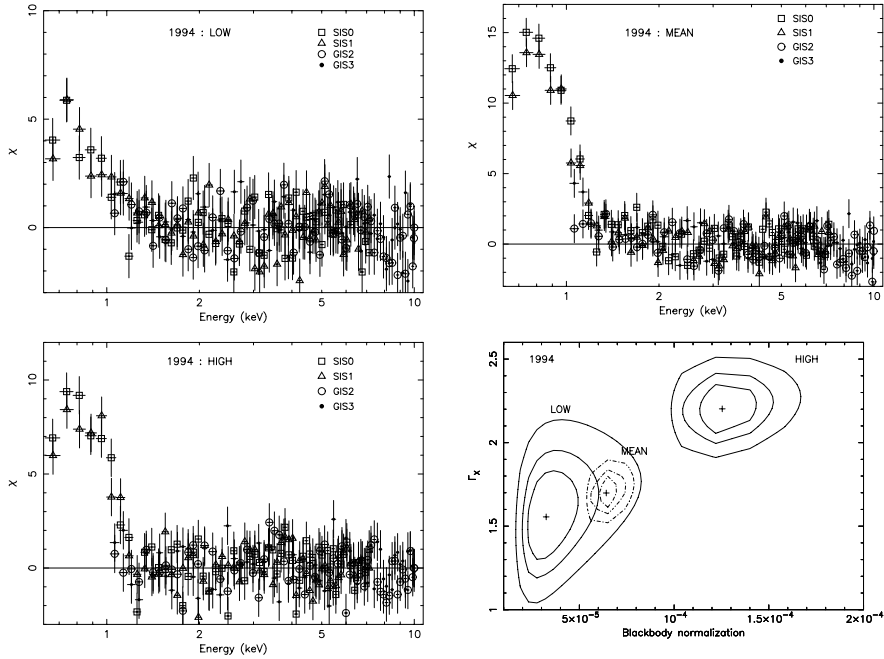 10
1994 : LOW
SIS0
SIS1
GIS2
GIS3
5
χ
0
1
2
5
10
Energy (keV)
15
1994 : MEAN
SIS0
SIS1
GIS2
GIS3
10
χ
5
0
1
2
5
10
Energy (keV)
10
1994 : HIGH
SIS0
SIS1
GIS2
GIS3
χ
5
0
1
2
5
10
Energy (keV)
2.5
1994
HIGH
LOW
2
MEAN
Γx
1.5
1
5×10⁻⁵
10⁻⁴
1.5×10⁻⁴
2×10⁻⁴
Blackbody normalization